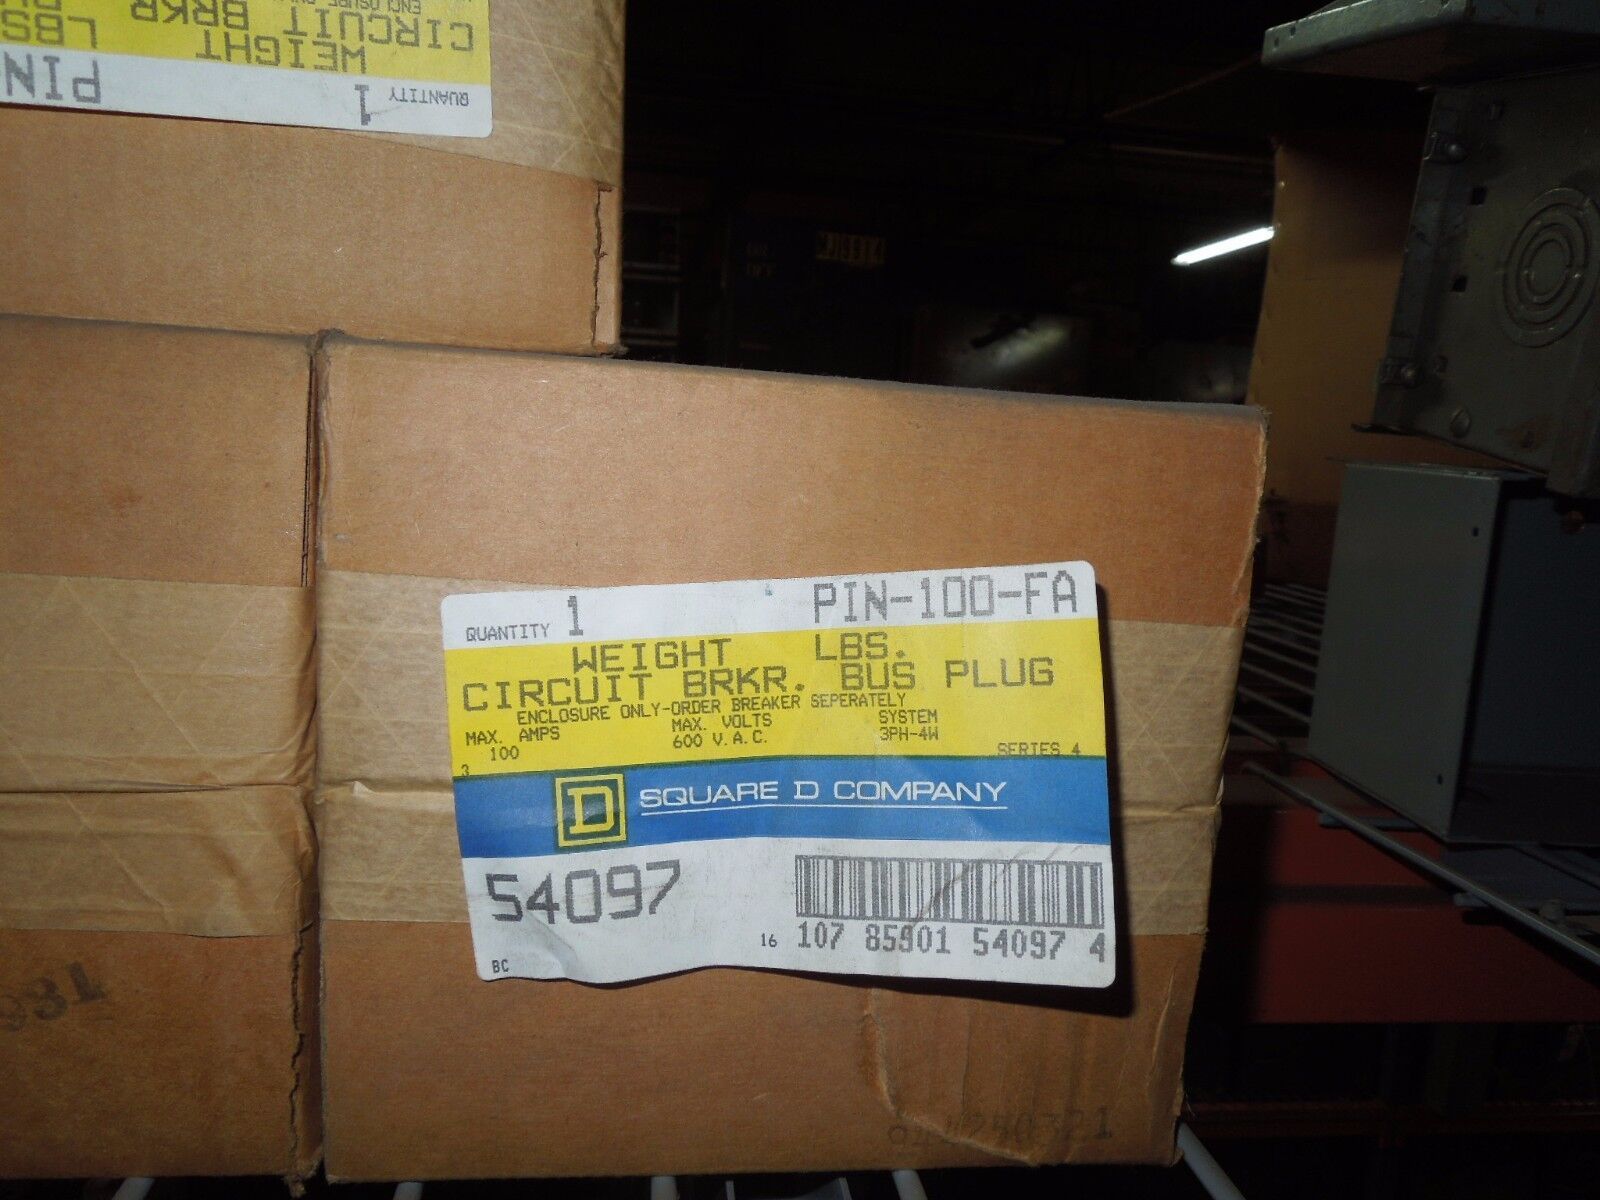 ENCLOSURE
CIRCUIT BRKR
WEIGHT LBS
QUANTITY 1 PIN
QUANTITY 1 PIN-100-FA
WEIGHT LBS.
CIRCUIT BRKR. BUS PLUG
ENCLOSURE ONLY-ORDER BREAKER SEPERATELY
MAX. AMPS MAX. VOLTS SYSTEM
100 600 V.A.C. 3PH-4W
3 SERIES 4
D SQUARE D COMPANY
54097
16 107 85901 54097 4
BC
931